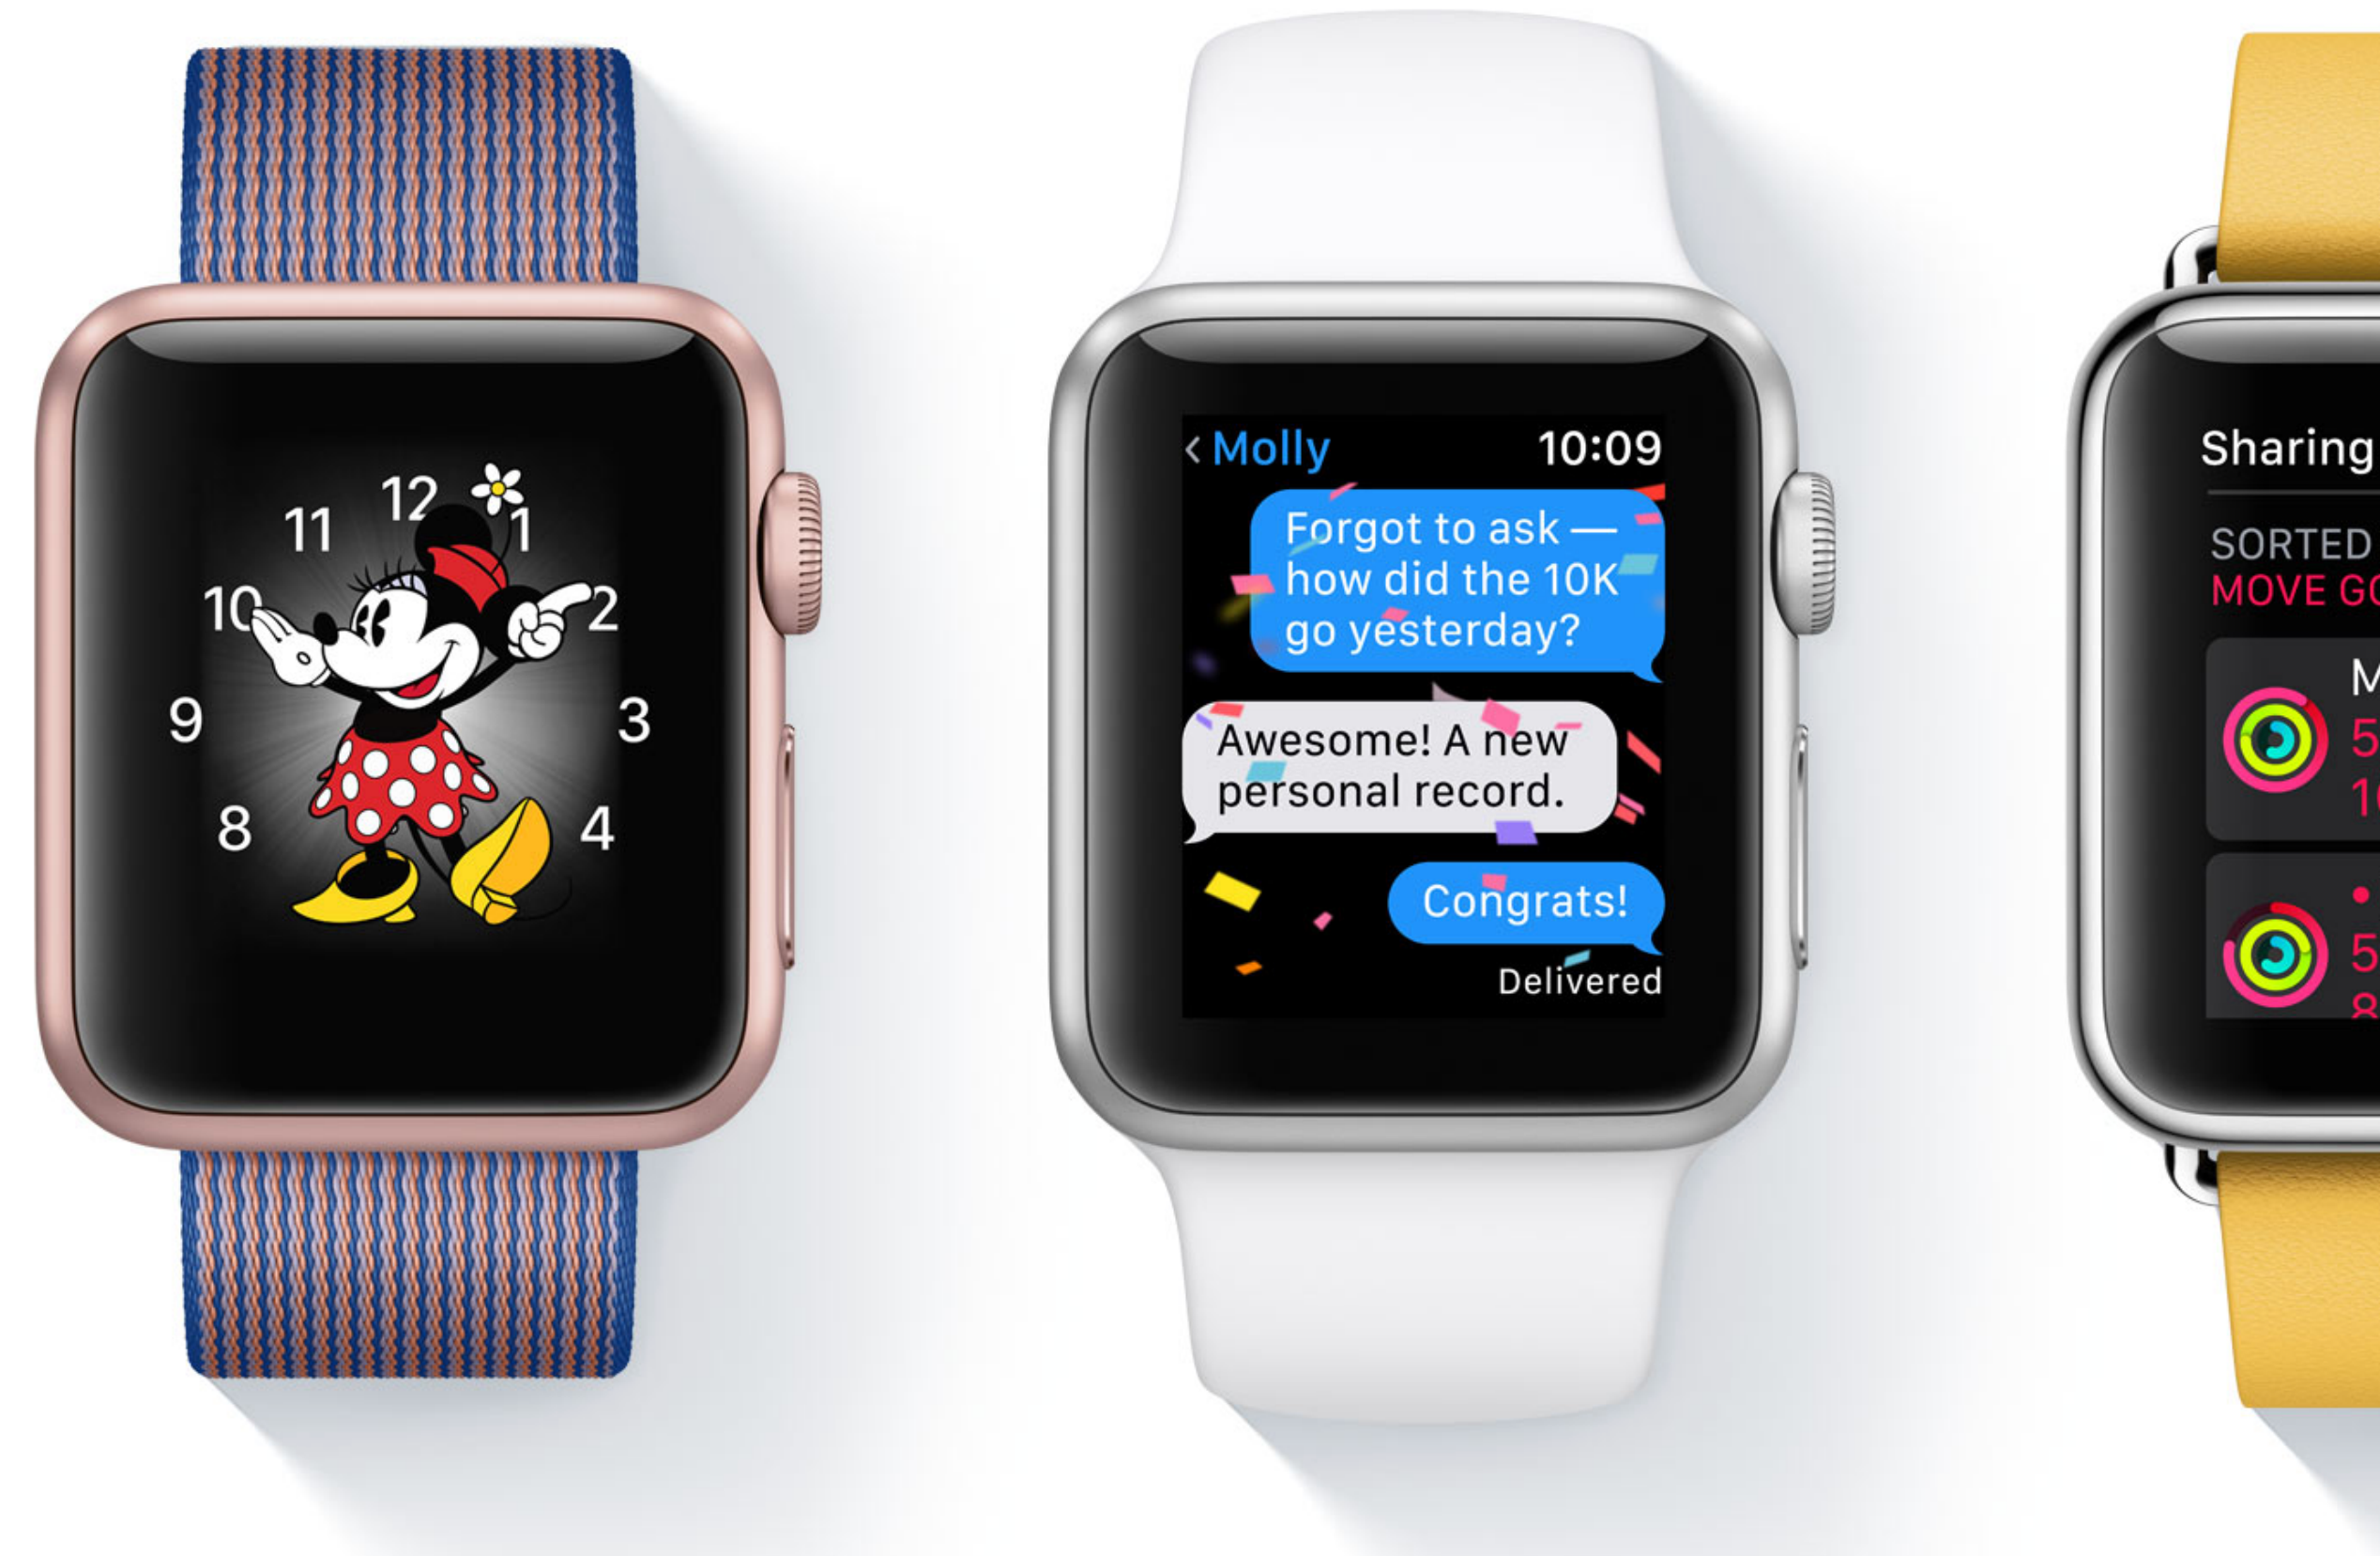 12
11
1
10
2
9
3
8
4
Molly
10:09
Forgot to ask —
how did the 10K
go yesterday?
Awesome! A new
personal record.
Congrats!
Delivered
Sharing
SORTED
MOVE